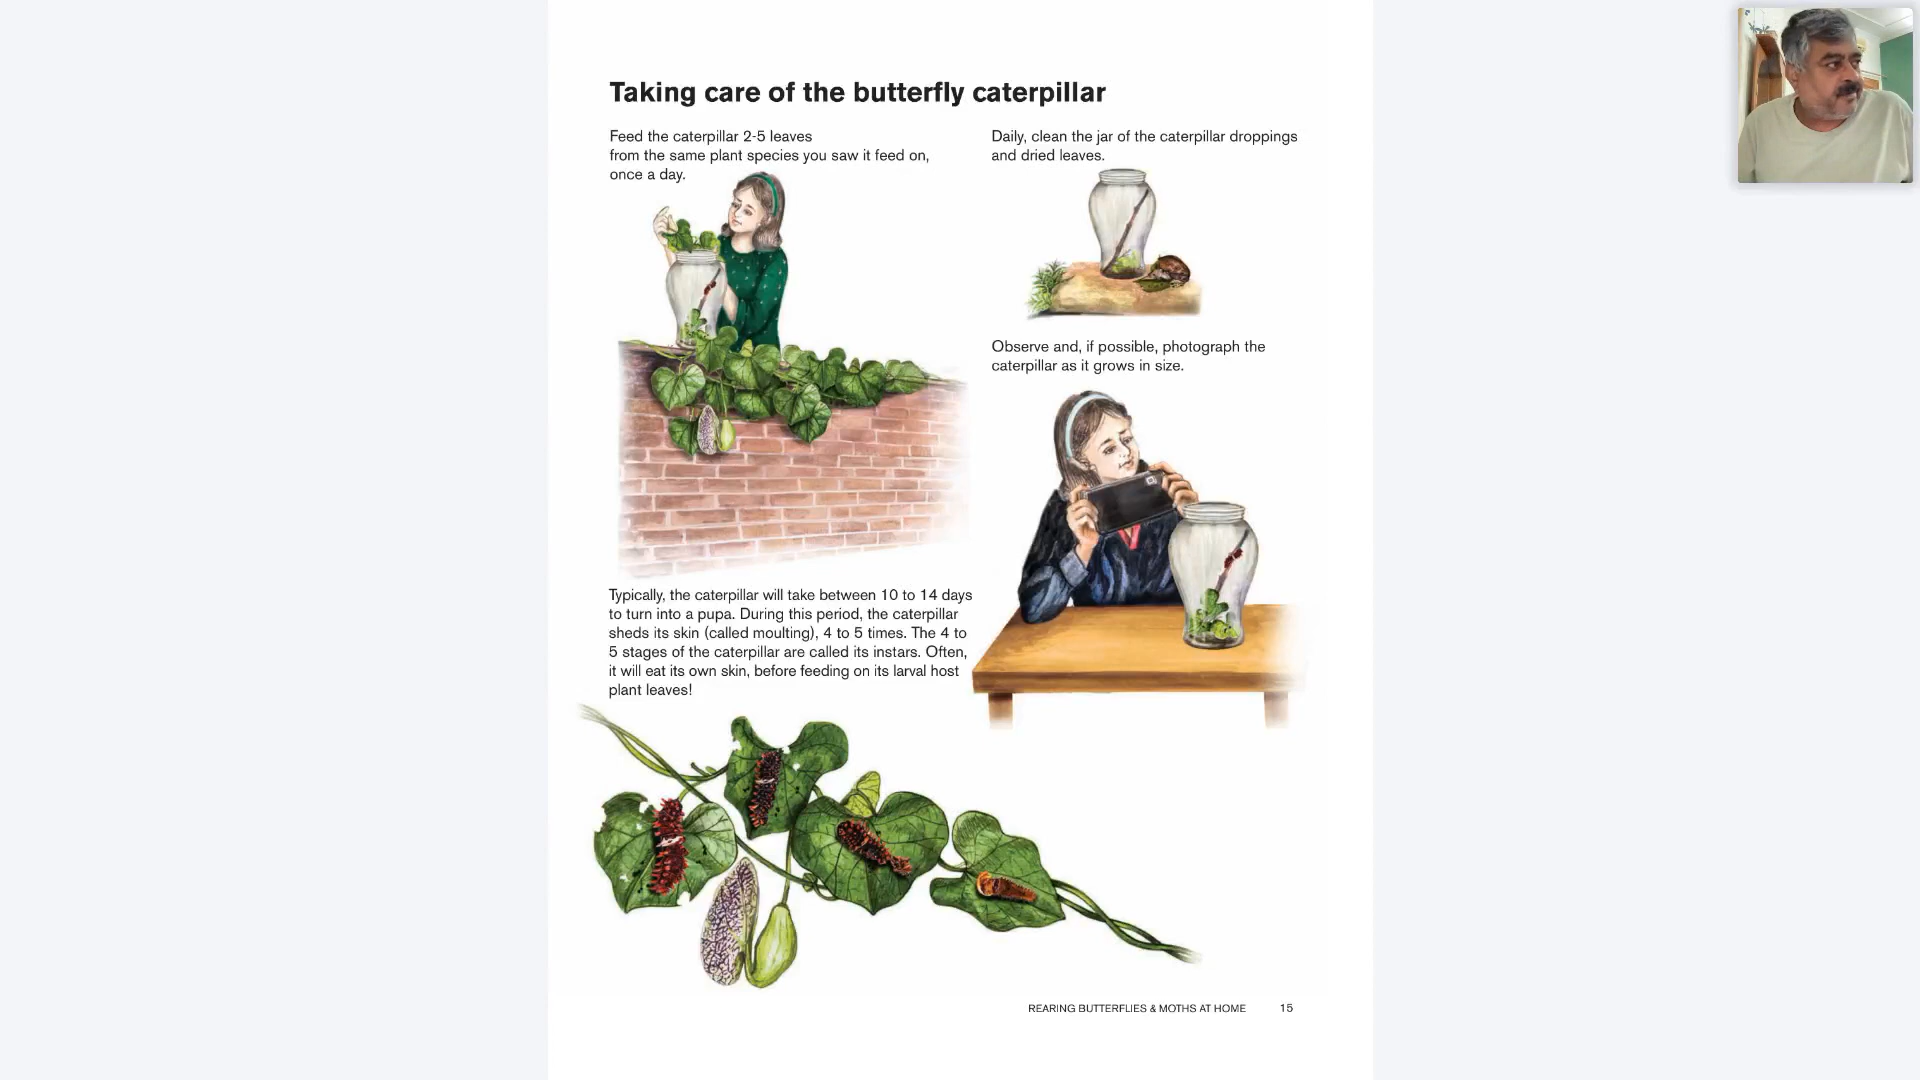 Taking care of the butterfly caterpillar
Feed the caterpillar 2-5 leaves
from the same plant species you saw it feed on,
once a day.
Daily, clean the jar of the caterpillar droppings
and dried leaves.
Observe and, if possible, photograph the
caterpillar as it grows in size.
Typically, the caterpillar will take between 10 to 14 days
to turn into a pupa. During this period, the caterpillar
sheds its skin (called moulting), 4 to 5 times. The 4 to
5 stages of the caterpillar are called its instars. Often,
it will eat its own skin, before feeding on its larval host
plant leaves!
REARING BUTTERFLIES & MOTHS AT HOME 15